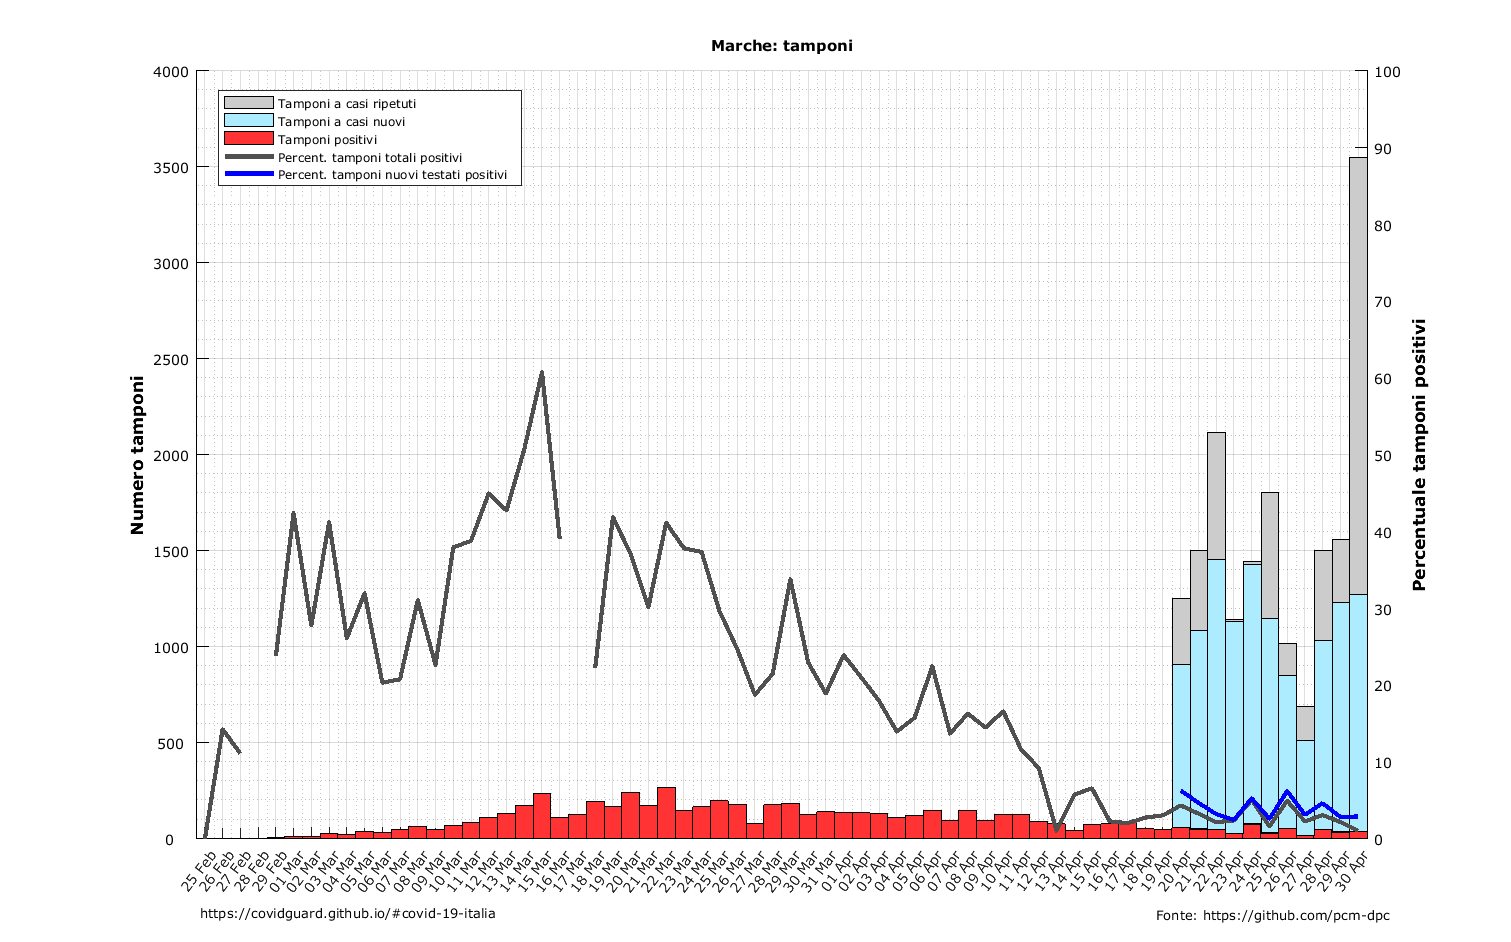 Marche: tamponi
4000
3500
3000
2500
2000
1500
1000
500
0
Numero tamponi
Tamponi a casi ripetuti
Tamponi a casi nuovi
Tamponi positivi
Percent. tamponi totali positivi
Percent. tamponi nuovi testati positivi
100
90
80
70
60
50
40
30
20
10
0
Percentuale tamponi positivi
25 Feb
26 Feb
27 Feb
28 Feb
29 Feb
01 Mar
02 Mar
03 Mar
04 Mar
05 Mar
06 Mar
07 Mar
08 Mar
09 Mar
10 Mar
11 Mar
12 Mar
13 Mar
14 Mar
15 Mar
16 Mar
17 Mar
18 Mar
19 Mar
20 Mar
21 Mar
22 Mar
23 Mar
24 Mar
25 Mar
26 Mar
27 Mar
28 Mar
29 Mar
30 Mar
31 Mar
01 Apr
02 Apr
03 Apr
04 Apr
05 Apr
06 Apr
07 Apr
08 Apr
09 Apr
10 Apr
11 Apr
12 Apr
13 Apr
14 Apr
15 Apr
16 Apr
17 Apr
18 Apr
19 Apr
20 Apr
21 Apr
22 Apr
23 Apr
24 Apr
25 Apr
26 Apr
27 Apr
28 Apr
29 Apr
30 Apr
https://covidguard.github.io/#covid-19-italia
Fonte: https://github.com/pcm-dpc